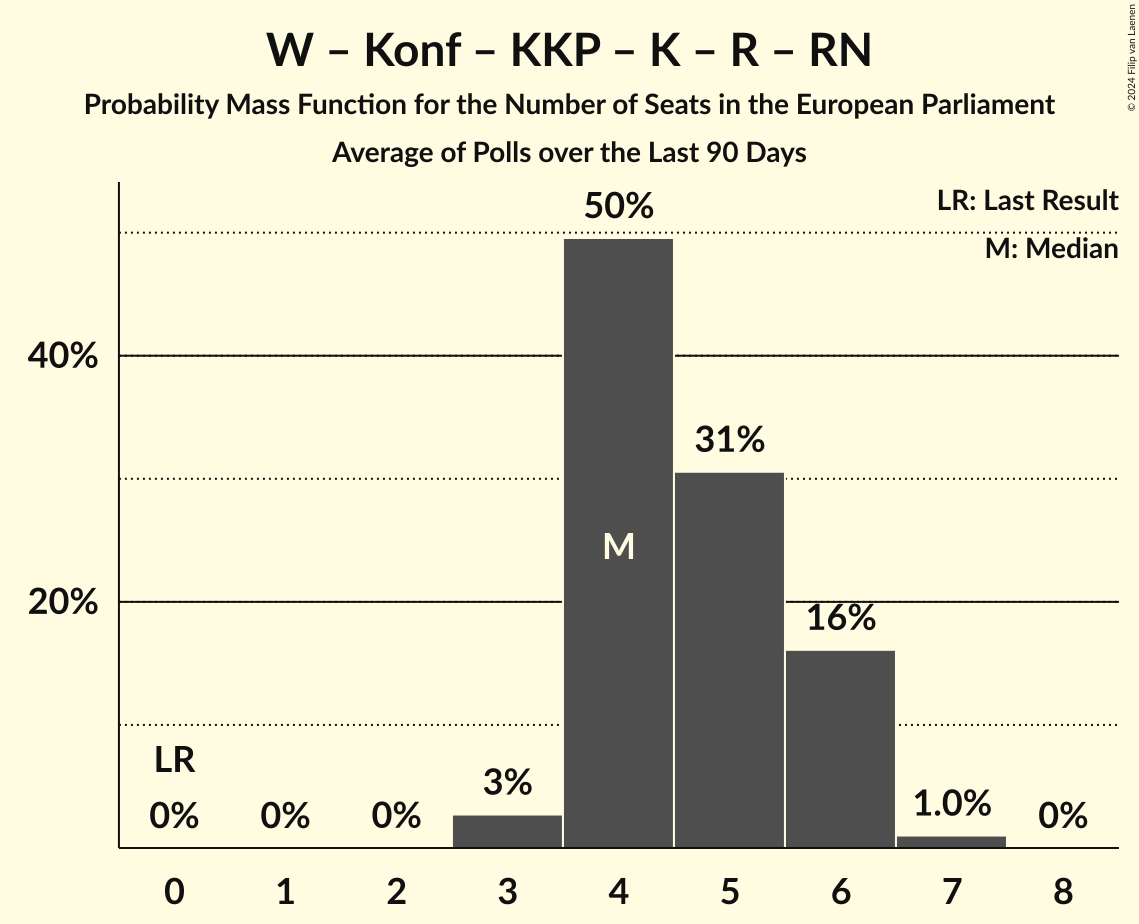 W – Konf – KKP – K – R – RN
Probability Mass Function for the Number of Seats in the European Parliament
Average of Polls over the Last 90 Days
© 2024 Filip van Laenen
LR: Last Result
M: Median
50%
40%
31%
M
20%
16%
LR
3%
1.0%
0% 0% 0% 0%
0 1 2 3 4 5 6 7 8